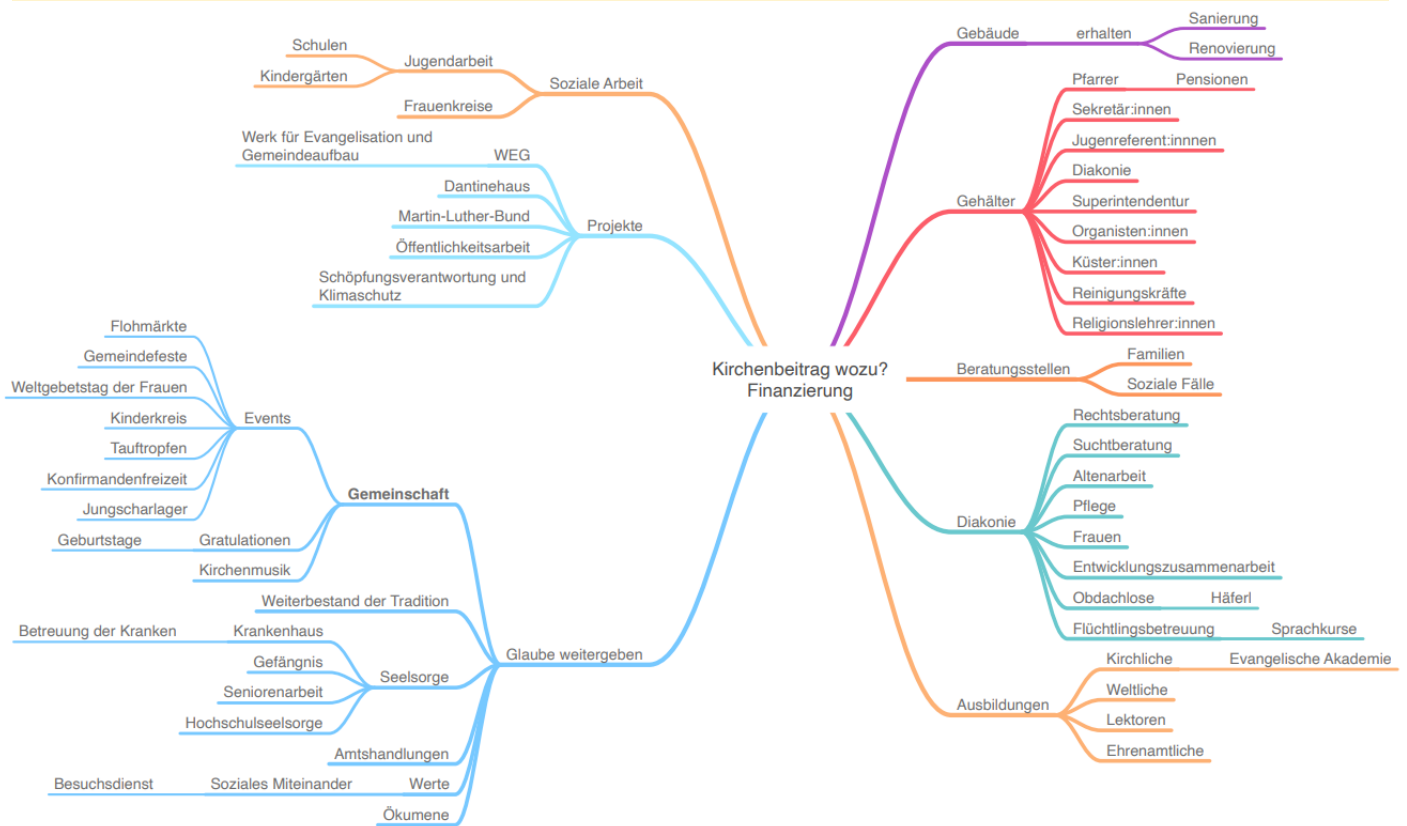 Kirchenbeitrag wozu?
Finanzierung
Gebäude
erhalten
Sanierung
Renovierung
Gehälter
Pfarrer
Pensionen
Sekretär:innen
Jugenreferent:innnen
Diakonie
Superintendentur
Organisten:innen
Küster:innen
Reinigungskräfte
Religionslehrer:innen
Beratungsstellen
Familien
Soziale Fälle
Diakonie
Rechtsberatung
Suchtberatung
Altenarbeit
Pflege
Frauen
Entwicklungszusammenarbeit
Obdachlose
Häferl
Flüchtlingsbetreuung
Sprachkurse
Ausbildungen
Kirchliche
Evangelische Akademie
Weltliche
Lektoren
Ehrenamtliche
Soziale Arbeit
Jugendarbeit
Schulen
Kindergärten
Frauenkreise
Projekte
WEG
Werk für Evangelisation und
Gemeindeaufbau
Dantinehaus
Martin-Luther-Bund
Öffentlichkeitsarbeit
Schöpfungsverantwortung und
Klimaschutz
Glaube weitergeben
Gemeinschaft
Events
Flohmärkte
Gemeindefeste
Weltgebetstag der Frauen
Kinderkreis
Tauftropfen
Konfirmandenfreizeit
Jungscharlager
Gratulationen
Geburtstage
Kirchenmusik
Weiterbestand der Tradition
Seelsorge
Krankenhaus
Betreuung der Kranken
Gefängnis
Seniorenarbeit
Hochschulseelsorge
Amtshandlungen
Werte
Soziales Miteinander
Besuchsdienst
Ökumene